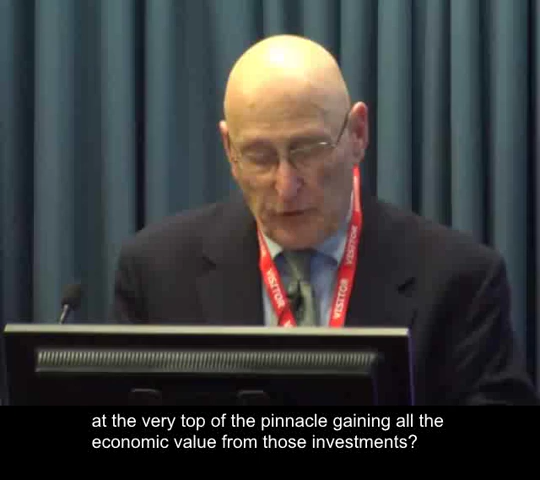 VISITOR
VISITOR
at the very top of the pinnacle gaining all the
economic value from those investments?